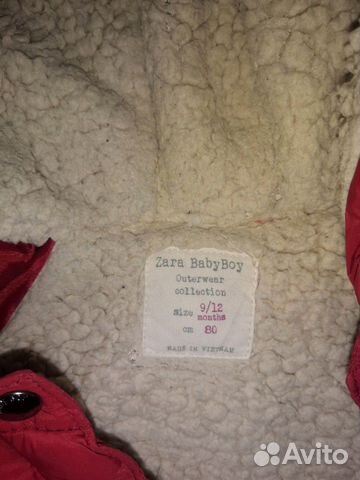 Zara BabyBoy
Outerwear
collection
size 9/12
months
cm 80
MADE IN VIETNAM
Avito